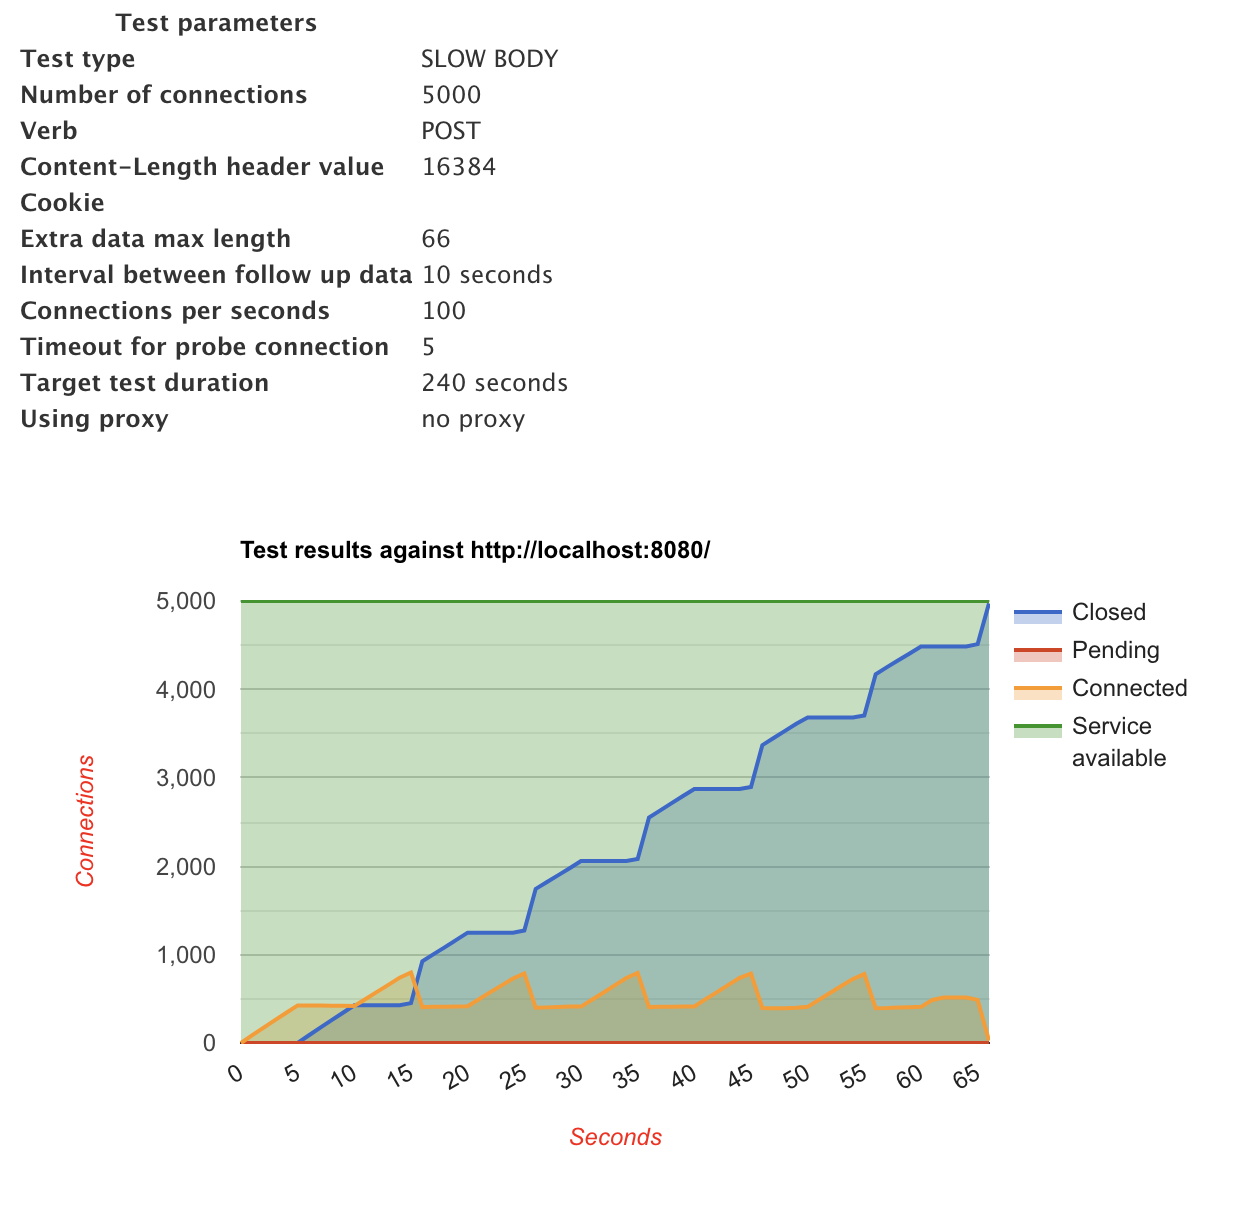 Test parameters
Test type SLOW BODY
Number of connections 5000
Verb POST
Content-Length header value 16384
Cookie
Extra data max length 66
Interval between follow up data 10 seconds
Connections per seconds 100
Timeout for probe connection 5
Target test duration 240 seconds
Using proxy no proxy
Test results against http://localhost:8080/
5,000
4,000
3,000
2,000
1,000
0
Connections
0 5 10 15 20 25 30 35 40 45 50 55 60 65
Seconds
Closed
Pending
Connected
Service
available